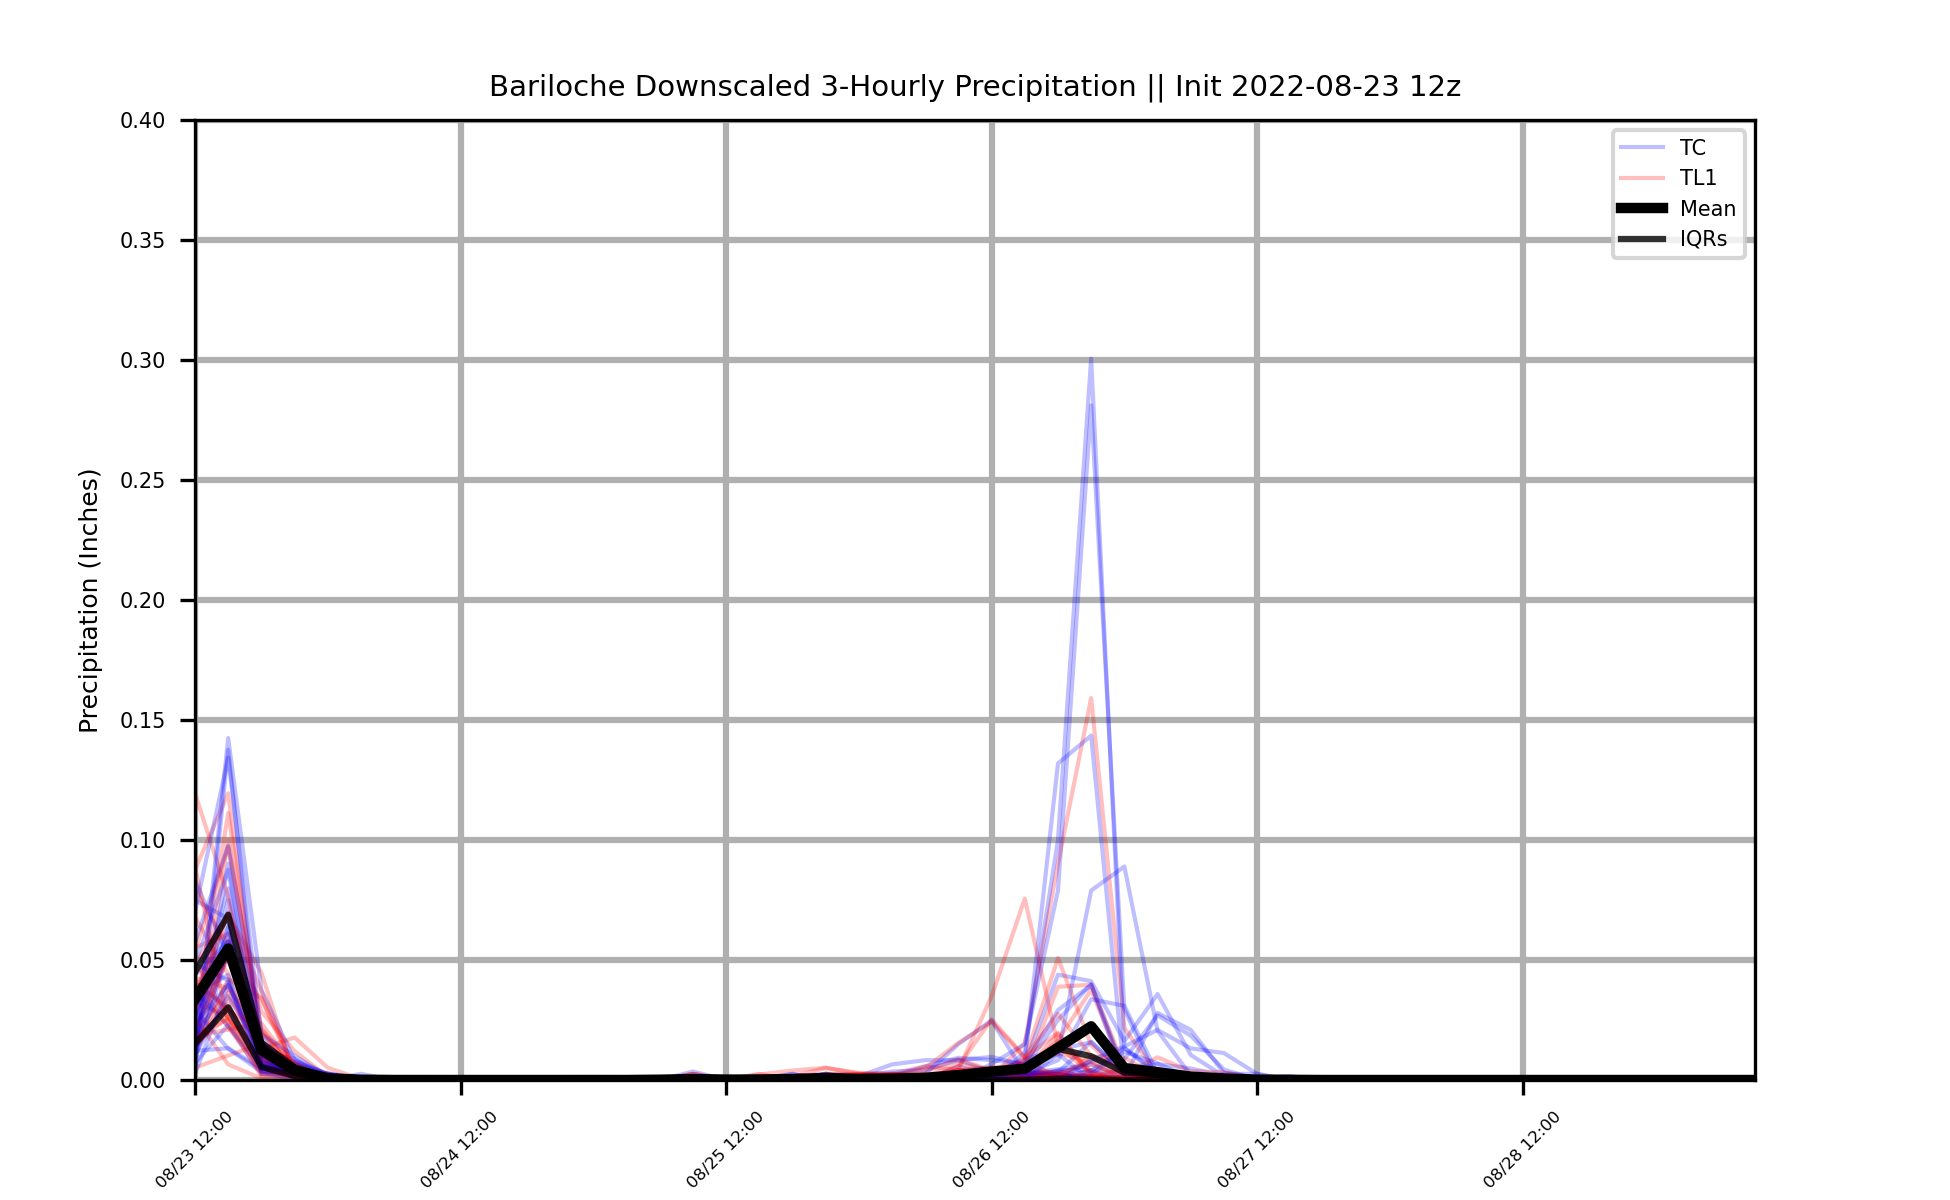 Bariloche Downscaled 3-Hourly Precipitation || Init 2022-08-23 12z
Precipitation (Inches)
0.40
0.35
0.30
0.25
0.20
0.15
0.10
0.05
0.00
TC
TL1
Mean
IQRs
08/23 12:00
08/24 12:00
08/25 12:00
08/26 12:00
08/27 12:00
08/28 12:00